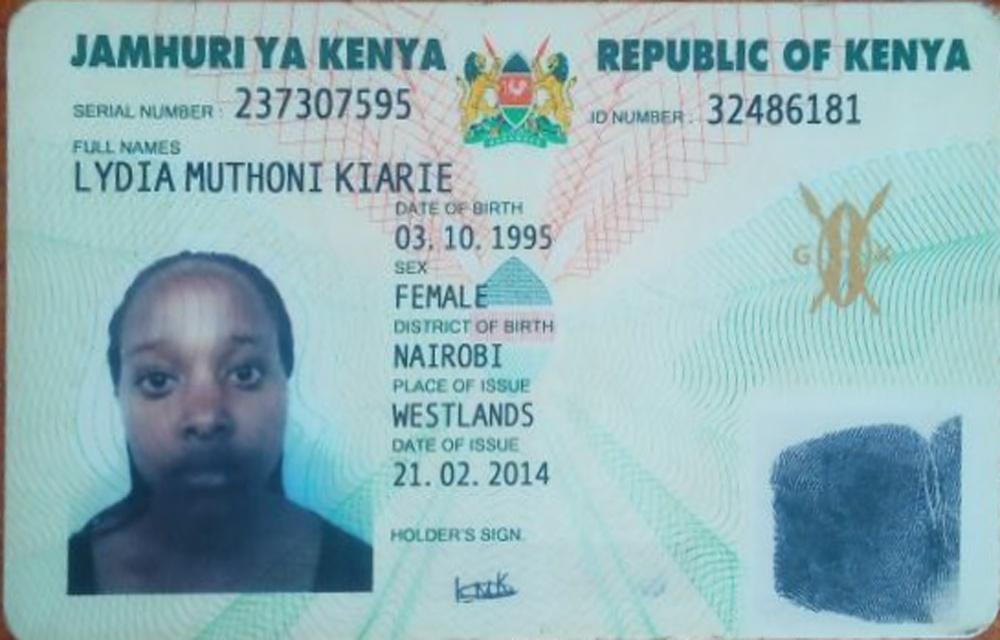 JAMHURI YA KENYA REPUBLIC OF KENYA
SERIAL NUMBER : 237307595 ID NUMBER : 32486181
FULL NAMES
LYDIA MUTHONI KIARIE
DATE OF BIRTH
03. 10. 1995
SEX
FEMALE
DISTRICT OF BIRTH
NAIROBI
PLACE OF ISSUE
WESTLANDS
DATE OF ISSUE
21. 02. 2014
HOLDER'S SIGN.
G K